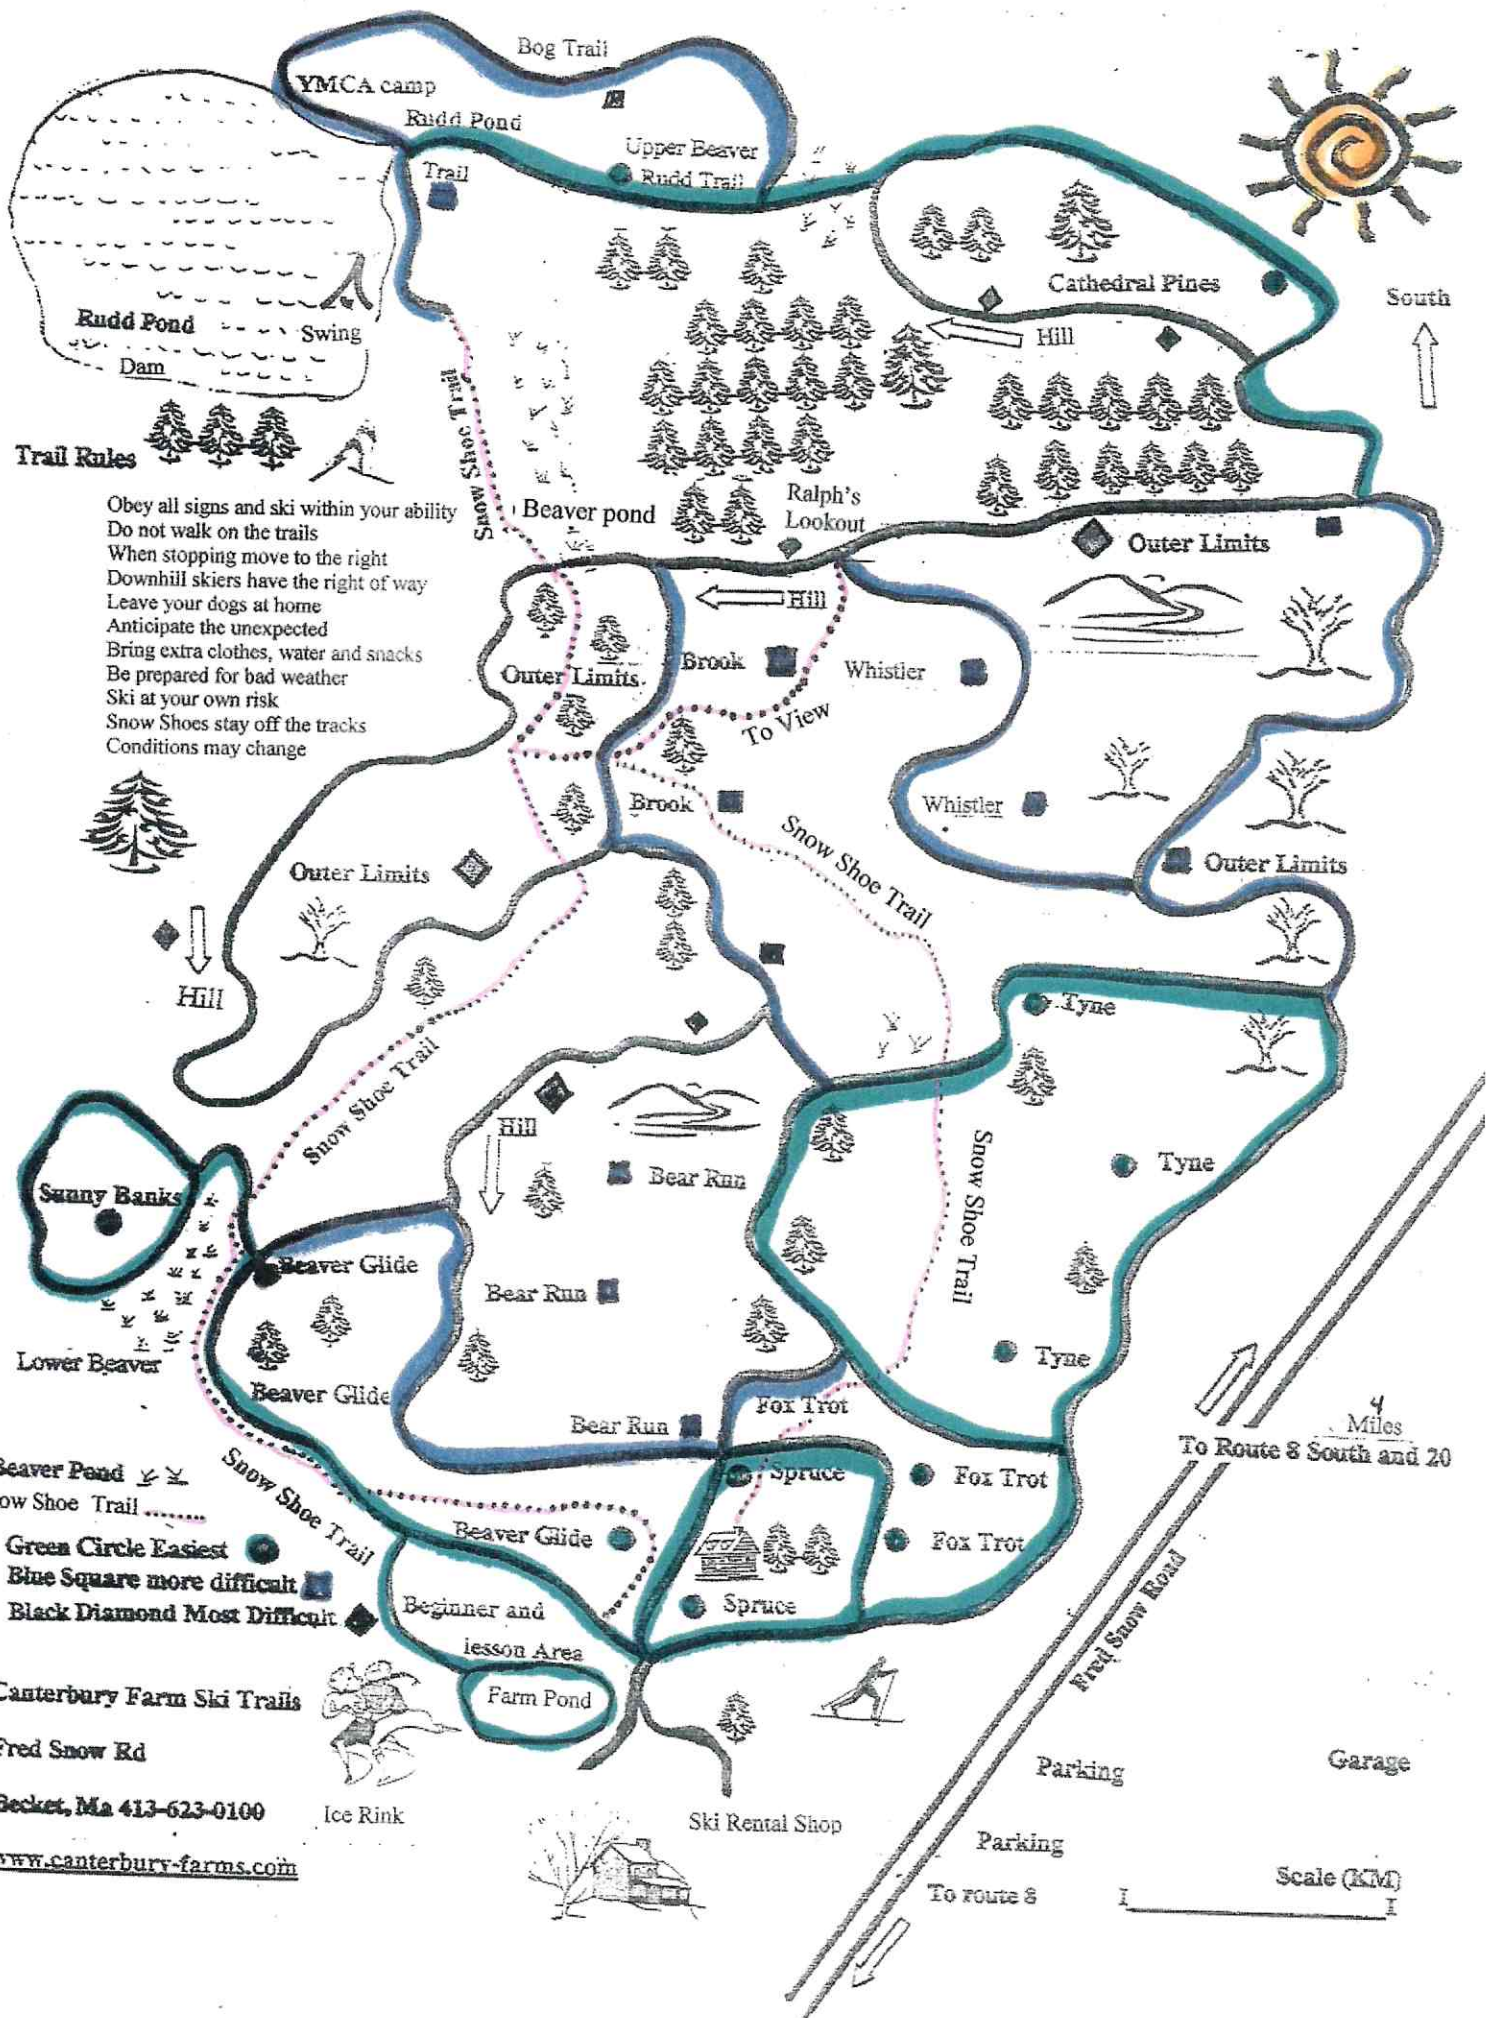 Bog Trail
YMCA camp
Rudd Pond
Trail
Upper Beaver
Rudd Trail
Cathedral Pines
South
Hill
Rudd Pond
Swing
Dam
Snow Shoe Trail
Trail Rules
Obey all signs and ski within your ability
Do not walk on the trails
When stopping move to the right
Downhill skiers have the right of way
Leave your dogs at home
Anticipate the unexpected
Bring extra clothes, water and snacks
Be prepared for bad weather
Ski at your own risk
Snow Shoes stay off the tracks
Conditions may change
Beaver pond
Ralph's
Lookout
Outer Limits
Hill
Brook
Whistler
Outer Limits
To View
Brook
Whistler
Snow Shoe Trail
Outer Limits
Outer Limits
Hill
Tyne
Snow Shoe Trail
Hill
Bear Run
Tyne
Snow Shoe Trail
Sunny Banks
Beaver Glide
Bear Run
Tyne
Lower Beaver
Beaver Glide
Fox Trot
Bear Run
4
Miles
To Route 8 South and 20
Snow Shoe Trail
Spruce
Fox Trot
Beaver Pond
ow Shoe Trail
Green Circle Easiest
Blue Square more difficult
Black Diamond Most Difficult
Beaver Glide
Fox Trot
Beginner and
lesson Area
Spruce
Fred Snow Road
Farm Pond
Canterbury Farm Ski Trails
Fred Snow Rd
Becket, Ma 413-623-0100
www.canterbury-farms.com
Ice Rink
Ski Rental Shop
Parking
Garage
Parking
To route 8
Scale (KM)
I I